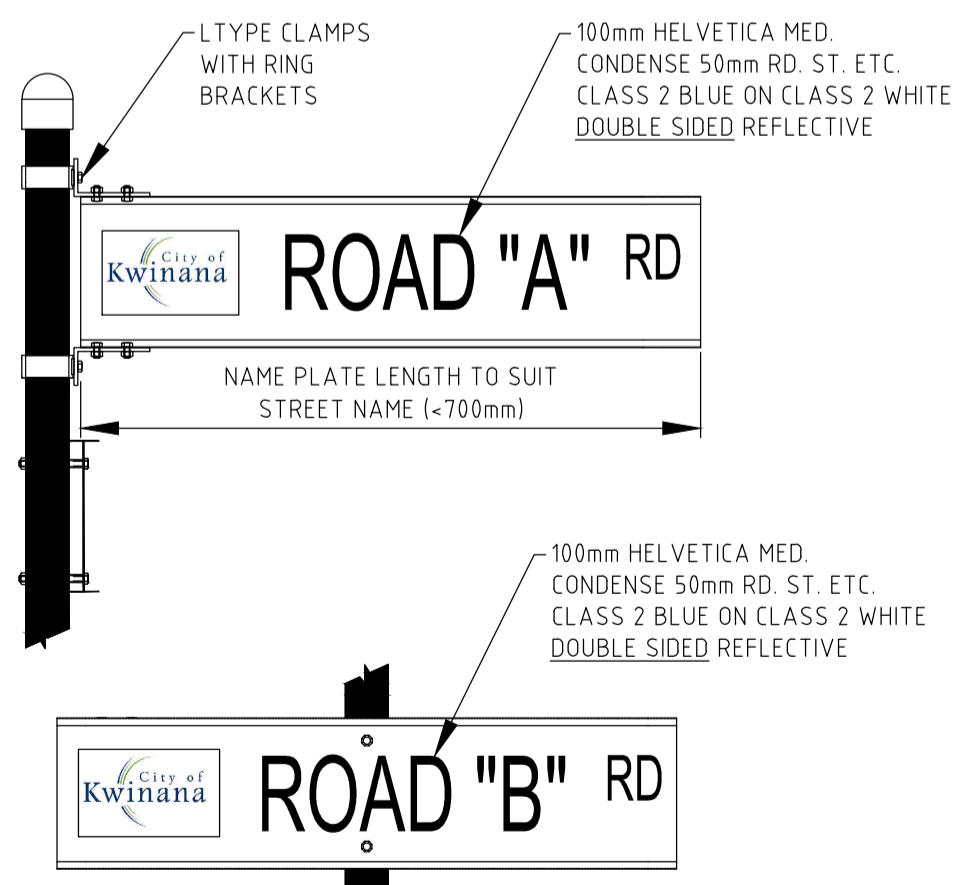 LTYPE CLAMPS
WITH RING
BRACKETS
100mm HELVETICA MED.
CONDENSE 50mm RD. ST. ETC.
CLASS 2 BLUE ON CLASS 2 WHITE
DOUBLE SIDED REFLECTIVE
City of
Kwinana
ROAD "A" RD
NAME PLATE LENGTH TO SUIT
STREET NAME (<700mm)
100mm HELVETICA MED.
CONDENSE 50mm RD. ST. ETC.
CLASS 2 BLUE ON CLASS 2 WHITE
DOUBLE SIDED REFLECTIVE
City of
Kwinana
ROAD "B" RD